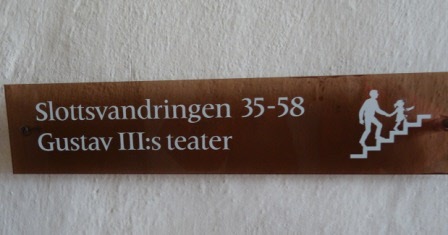 Slottsvandringen 35-58
Gustav III:s teater